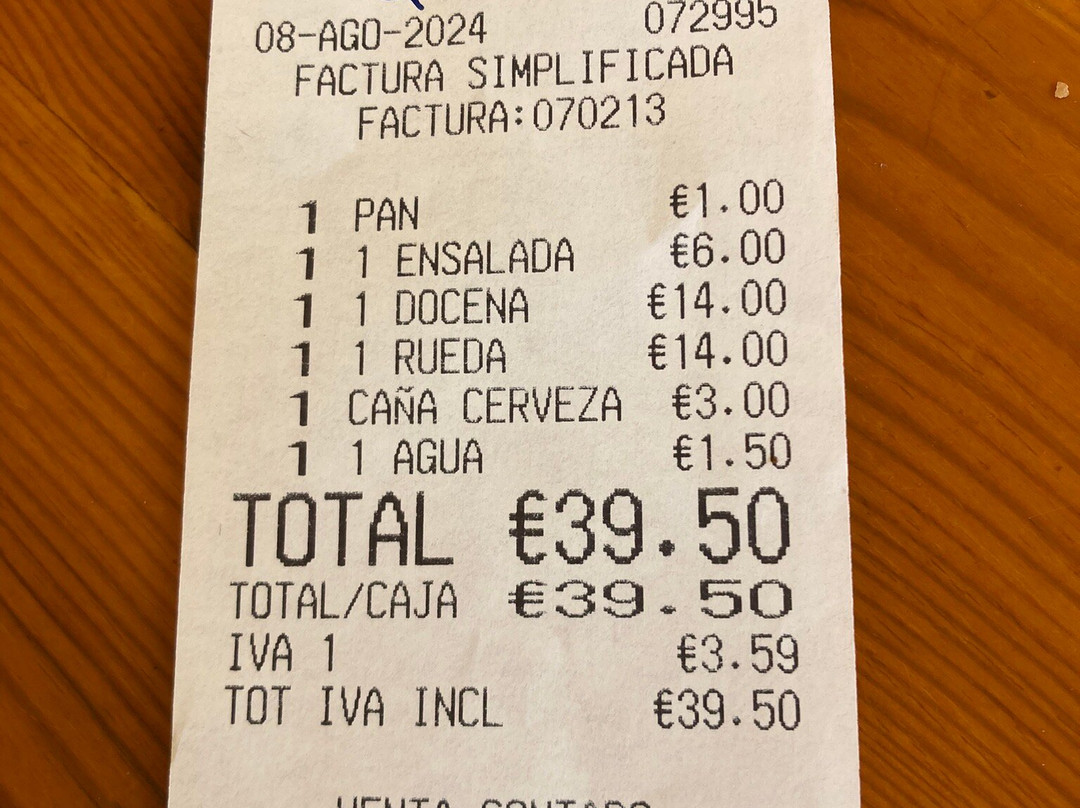 08-AGO-2024 072995
FACTURA SIMPLIFICADA
FACTURA:070213
1 PAN €1.00
1 1 ENSALADA €6.00
1 1 DOCENA €14.00
1 1 RUEDA €14.00
1 CAÑA CERVEZA €3.00
1 1 AGUA €1.50
TOTAL €39.50
TOTAL/CAJA €39.50
IVA 1 €3.59
TOT IVA INCL €39.50
VENTA CONTADO